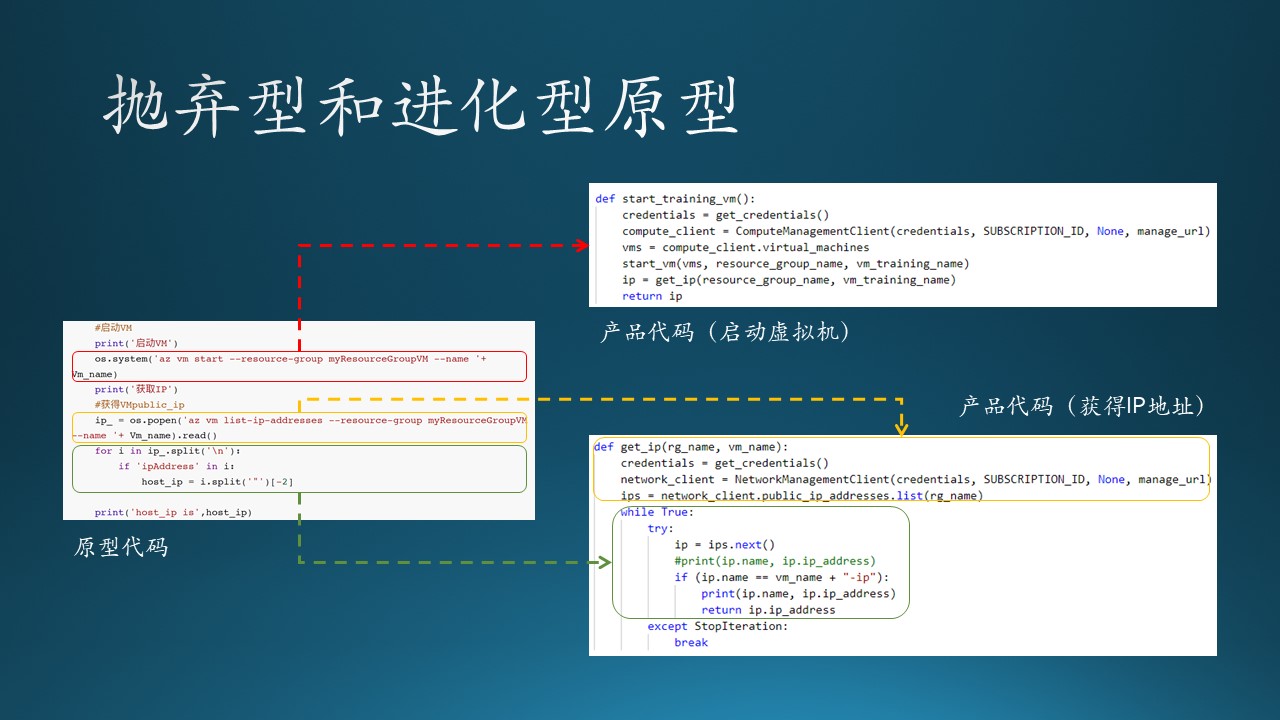 抛弃型和进化型原型
#启动VM
print('启动VM')
os.system('az vm start --resource-group myResourceGroupVM --name '+
Vm_name)
print('获取IP')
#获得VMpublic_ip
ip_ = os.popen('az vm list-ip-addresses --resource-group myResourceGroupVM
--name '+ Vm_name).read()
for i in ip_.split('\n'):
if 'ipAddress' in i:
host_ip = i.split('"')[-2]
print('host_ip is',host_ip)
原型代码
def start_training_vm():
credentials = get_credentials()
compute_client = ComputeManagementClient(credentials, SUBSCRIPTION_ID, None, manage_url)
vms = compute_client.virtual_machines
start_vm(vms, resource_group_name, vm_training_name)
ip = get_ip(resource_group_name, vm_training_name)
return ip
产品代码（启动虚拟机）
产品代码（获得IP地址）
def get_ip(rg_name, vm_name):
credentials = get_credentials()
network_client = NetworkManagementClient(credentials, SUBSCRIPTION_ID, None, manage_url)
ips = network_client.public_ip_addresses.list(rg_name)
while True:
try:
ip = ips.next()
#print(ip.name, ip.ip_address)
if (ip.name == vm_name + "-ip"):
print(ip.name, ip.ip_address)
return ip.ip_address
except StopIteration:
break